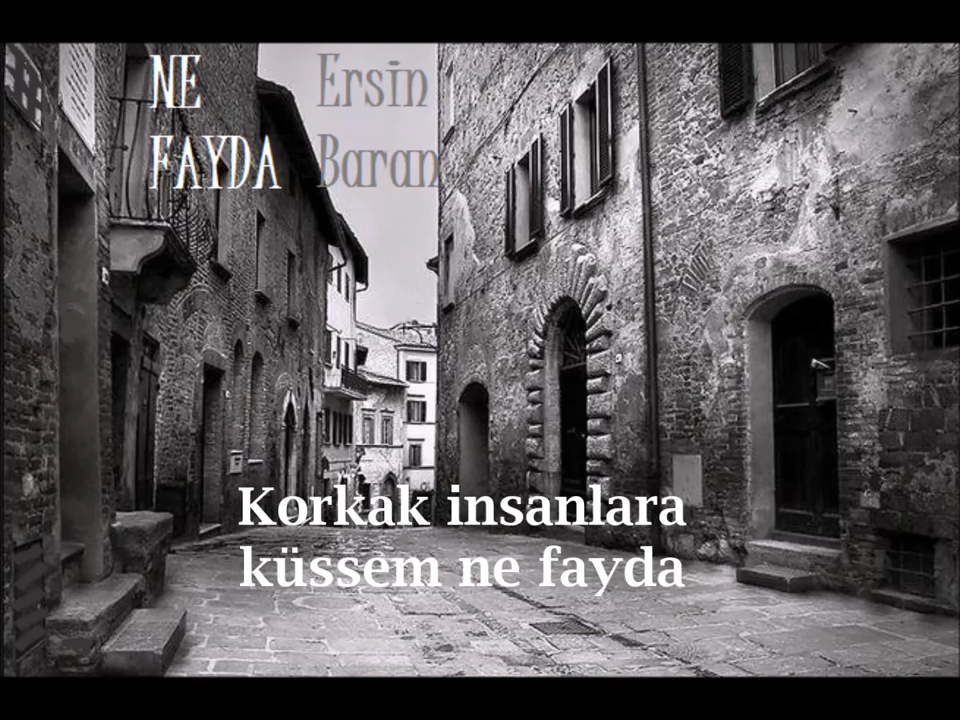 NE
FAYDA
Ersin
Baran
Korkak insanlara
küssem ne fayda